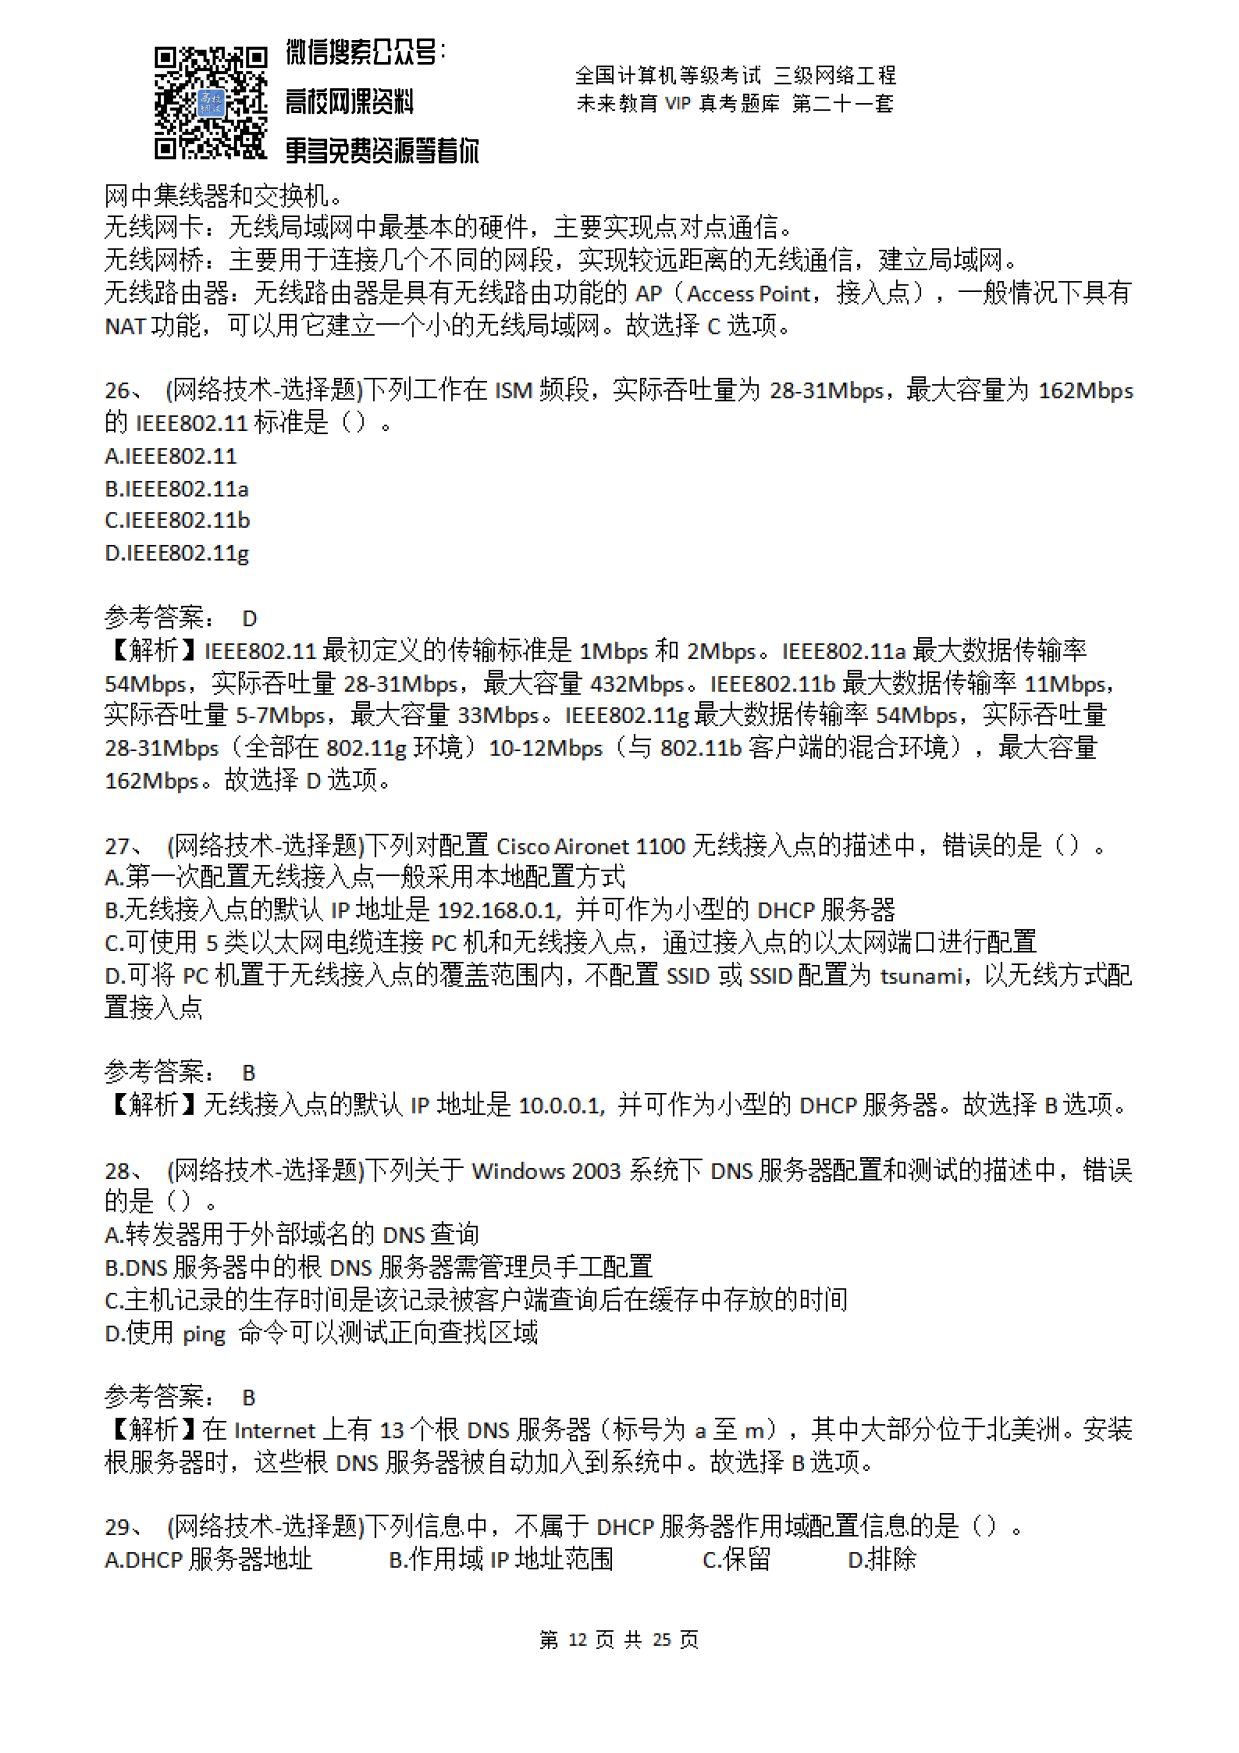 微信搜索公众号：
高校网课资料
更多免费资源等着你
全国计算机等级考试 三级网络工程
未来教育 VIP 真考题库 第二十一套
网中集线器和交换机。
无线网卡：无线局域网中最基本的硬件，主要实现点对点通信。
无线网桥：主要用于连接几个不同的网段，实现较远距离的无线通信，建立局域网。
无线路由器：无线路由器是具有无线路由功能的 AP（Access Point，接入点），一般情况下具有
NAT 功能，可以用它建立一个小的无线局域网。故选择 C 选项。
26、 (网络技术-选择题)下列工作在 ISM 频段，实际吞吐量为 28-31Mbps，最大容量为 162Mbps
的 IEEE802.11 标准是（）。
A.IEEE802.11
B.IEEE802.11a
C.IEEE802.11b
D.IEEE802.11g
参考答案： D
【解析】IEEE802.11 最初定义的传输标准是 1Mbps 和 2Mbps。IEEE802.11a 最大数据传输率
54Mbps，实际吞吐量 28-31Mbps，最大容量 432Mbps。IEEE802.11b 最大数据传输率 11Mbps，
实际吞吐量 5-7Mbps，最大容量 33Mbps。IEEE802.11g 最大数据传输率 54Mbps，实际吞吐量
28-31Mbps（全部在 802.11g 环境）10-12Mbps（与 802.11b 客户端的混合环境），最大容量
162Mbps。故选择 D 选项。
27、 (网络技术-选择题)下列对配置 Cisco Aironet 1100 无线接入点的描述中，错误的是（）。
A.第一次配置无线接入点一般采用本地配置方式
B.无线接入点的默认 IP 地址是 192.168.0.1, 并可作为小型的 DHCP 服务器
C.可使用 5 类以太网电缆连接 PC 机和无线接入点，通过接入点的以太网端口进行配置
D.可将 PC 机置于无线接入点的覆盖范围内，不配置 SSID 或 SSID 配置为 tsunami，以无线方式配
置接入点
参考答案： B
【解析】无线接入点的默认 IP 地址是 10.0.0.1, 并可作为小型的 DHCP 服务器。故选择 B 选项。
28、 (网络技术-选择题)下列关于 Windows 2003 系统下 DNS 服务器配置和测试的描述中，错误
的是（）。
A.转发器用于外部域名的 DNS 查询
B.DNS 服务器中的根 DNS 服务器需管理员手工配置
C.主机记录的生存时间是该记录被客户端查询后在缓存中存放的时间
D.使用 ping 命令可以测试正向查找区域
参考答案： B
【解析】在 Internet 上有 13 个根 DNS 服务器（标号为 a 至 m），其中大部分位于北美洲。安装
根服务器时，这些根 DNS 服务器被自动加入到系统中。故选择 B 选项。
29、 (网络技术-选择题)下列信息中，不属于 DHCP 服务器作用域配置信息的是（）。
A.DHCP 服务器地址 B.作用域 IP 地址范围 C.保留 D.排除
第 12 页 共 25 页